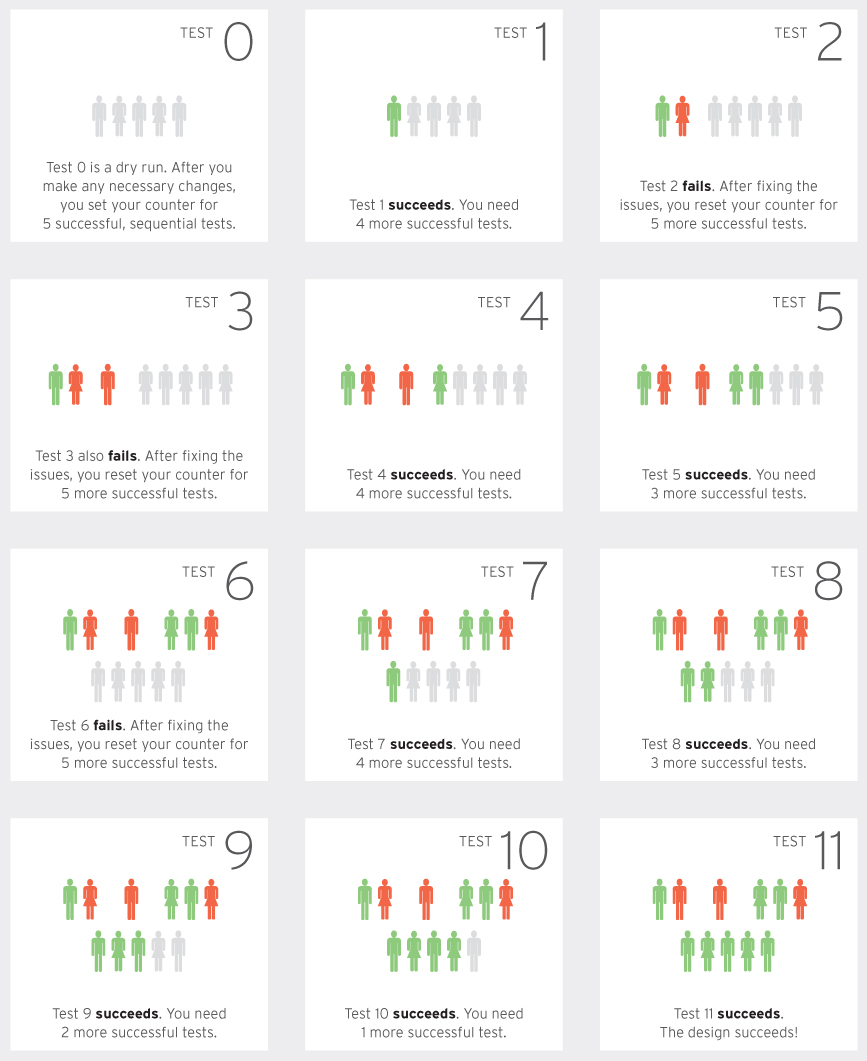 TEST 0
Test 0 is a dry run. After you
make any necessary changes,
you set your counter for
5 successful, sequential tests.
TEST 1
Test 1 succeeds. You need
4 more successful tests.
TEST 2
Test 2 fails. After fixing the
issues, you reset your counter for
5 more successful tests.
TEST 3
Test 3 also fails. After fixing the
issues, you reset your counter for
5 more successful tests.
TEST 4
Test 4 succeeds. You need
4 more successful tests.
TEST 5
Test 5 succeeds. You need
3 more successful tests.
TEST 6
Test 6 fails. After fixing the
issues, you reset your counter for
5 more successful tests.
TEST 7
Test 7 succeeds. You need
4 more successful tests.
TEST 8
Test 8 succeeds. You need
3 more successful tests.
TEST 9
Test 9 succeeds. You need
2 more successful tests.
TEST 10
Test 10 succeeds. You need
1 more successful test.
TEST 11
Test 11 succeeds.
The design succeeds!